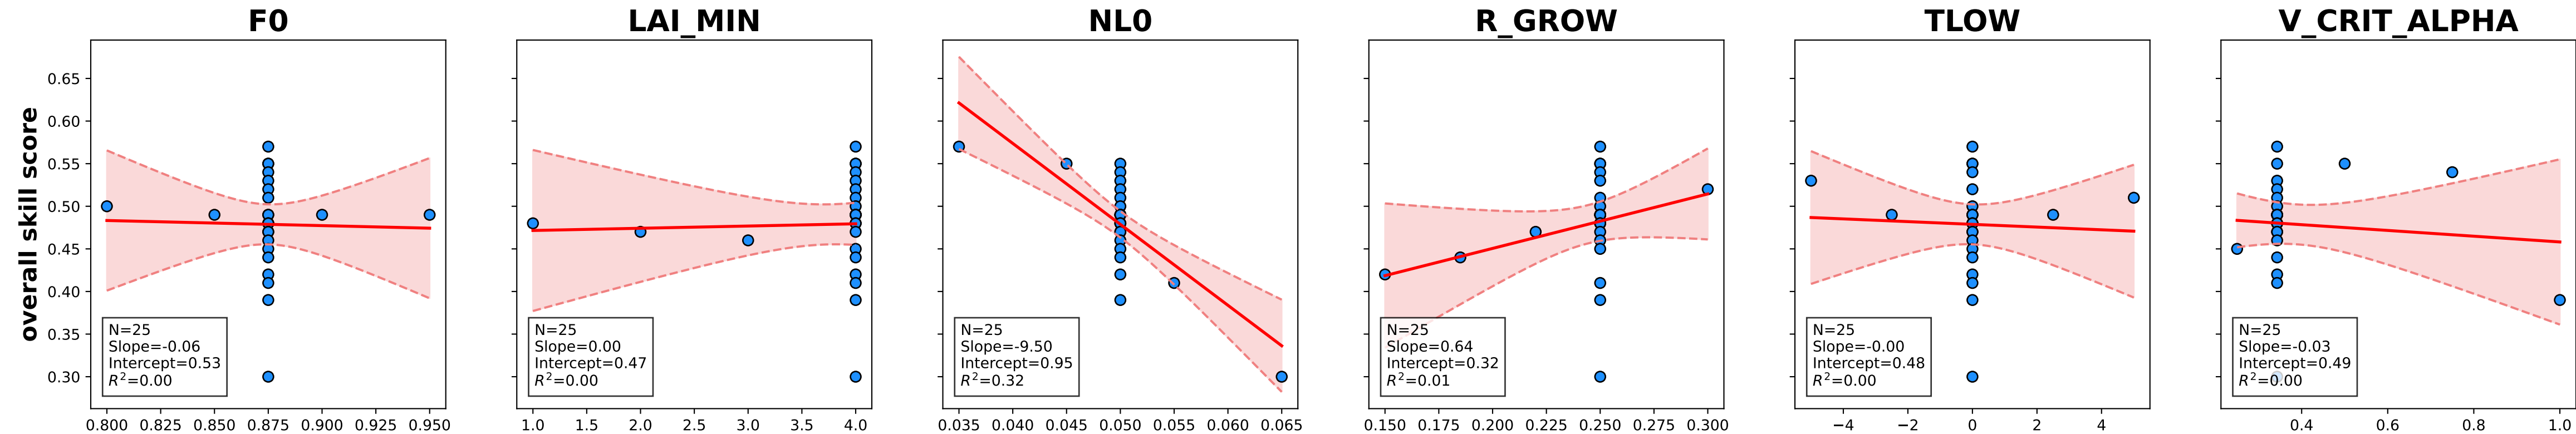 F0 LAI_MIN NL0 R_GROW TLOW V_CRIT_ALPHA
overall skill score
0.65
0.60
0.55
0.50
0.45
0.40
0.35
0.30
N=25
Slope=-0.06
Intercept=0.53
R²=0.00
0.800 0.825 0.850 0.875 0.900 0.925 0.950
N=25
Slope=0.00
Intercept=0.47
R²=0.00
1.0 1.5 2.0 2.5 3.0 3.5 4.0
N=25
Slope=-9.50
Intercept=0.95
R²=0.32
0.035 0.040 0.045 0.050 0.055 0.060 0.065
N=25
Slope=0.64
Intercept=0.32
R²=0.01
0.150 0.175 0.200 0.225 0.250 0.275 0.300
N=25
Slope=-0.00
Intercept=0.48
R²=0.00
−4 −2 0 2 4
N=25
Slope=-0.03
Intercept=0.49
R²=0.00
0.4 0.6 0.8 1.0